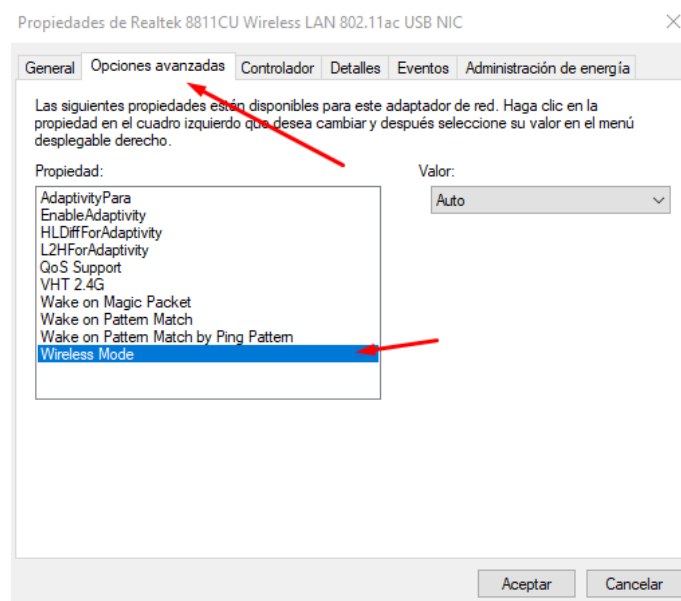 Propiedades de Realtek 8811CU Wireless LAN 802.11ac USB NIC
General Opciones avanzadas Controlador Detalles Eventos Administración de energía
Las siguientes propiedades están disponibles para este adaptador de red. Haga clic en la
propiedad en el cuadro izquierdo que desea cambiar y después seleccione su valor en el menú
desplegable derecho.
Propiedad:
Valor:
AdaptivityPara
EnableAdaptivity
HLDiffForAdaptivity
L2HForAdaptivity
QoS Support
VHT 2.4G
Wake on Magic Packet
Wake on Pattern Match
Wake on Pattern Match by Ping Pattern
Wireless Mode
Auto
Aceptar
Cancelar